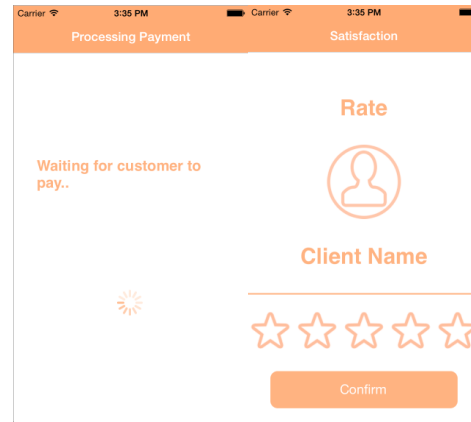 Carrier 3:35 PM
Processing Payment
Waiting for customer to
pay..
Carrier 3:35 PM
Satisfaction
Rate
Client Name
Confirm